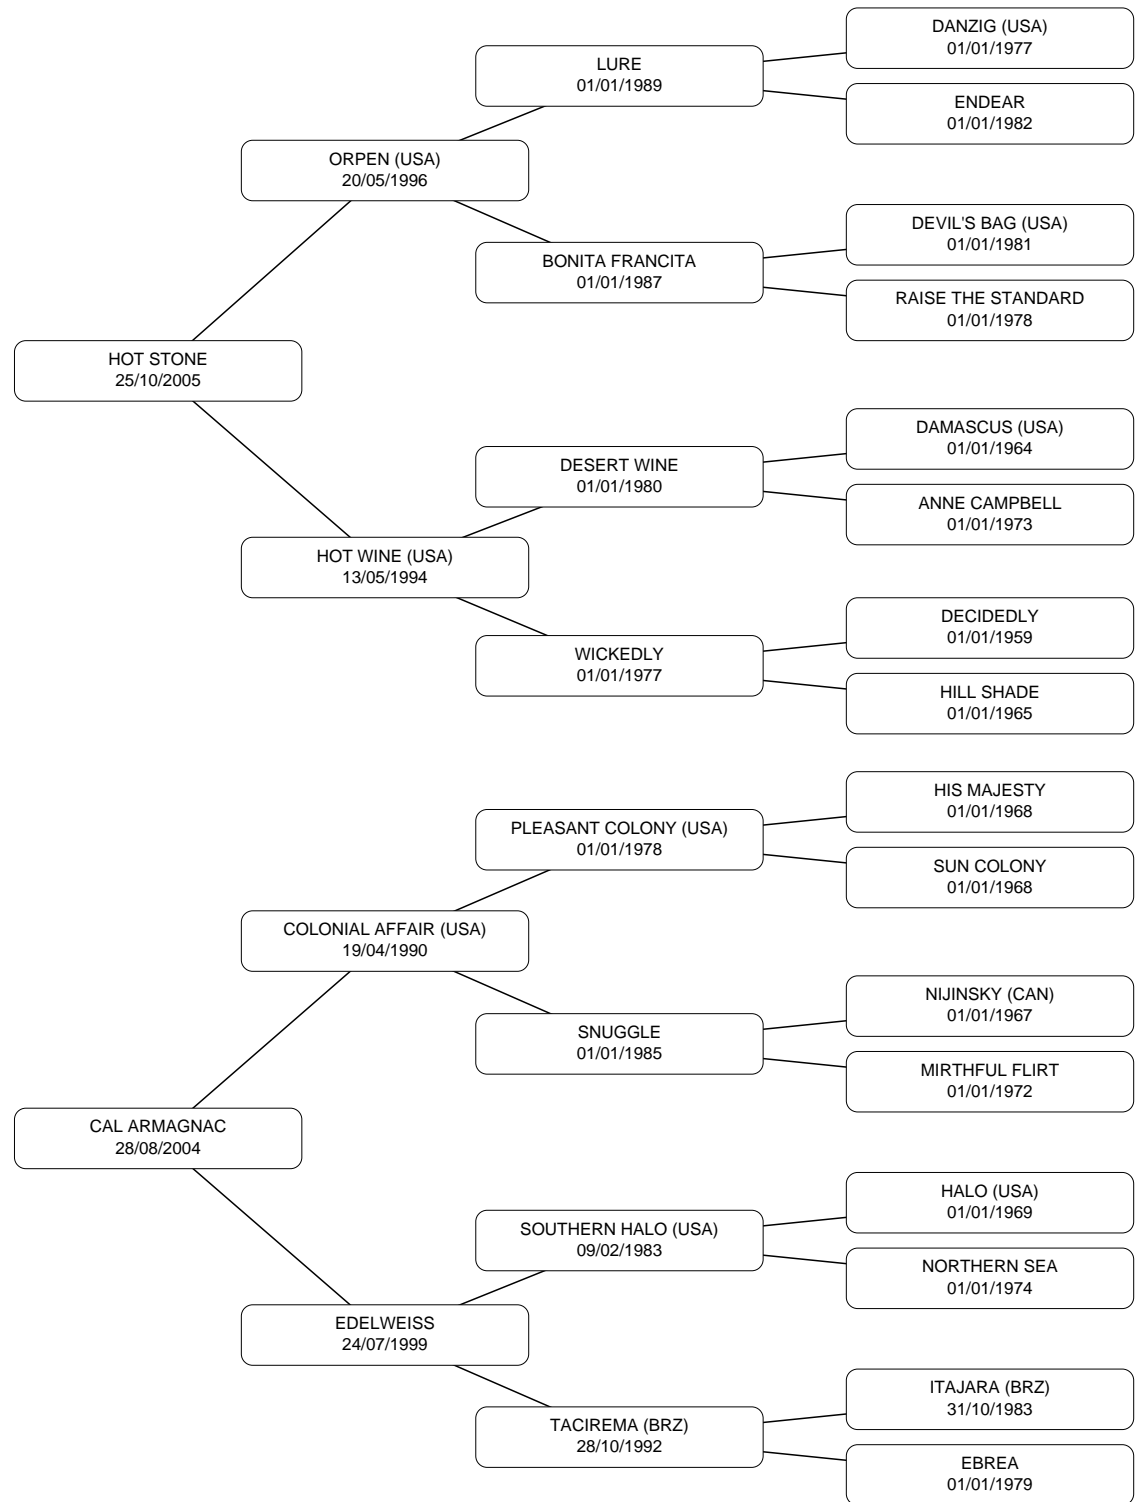 DANZIG (USA)
01/01/1977
LURE
01/01/1989
ENDEAR
01/01/1982
ORPEN (USA)
20/05/1996
DEVIL'S BAG (USA)
01/01/1981
BONITA FRANCITA
01/01/1987
RAISE THE STANDARD
01/01/1978
HOT STONE
25/10/2005
DAMASCUS (USA)
01/01/1964
DESERT WINE
01/01/1980
ANNE CAMPBELL
01/01/1973
HOT WINE (USA)
13/05/1994
DECIDEDLY
01/01/1959
WICKEDLY
01/01/1977
HILL SHADE
01/01/1965
HIS MAJESTY
01/01/1968
PLEASANT COLONY (USA)
01/01/1978
SUN COLONY
01/01/1968
COLONIAL AFFAIR (USA)
19/04/1990
NIJINSKY (CAN)
01/01/1967
SNUGGLE
01/01/1985
MIRTHFUL FLIRT
01/01/1972
CAL ARMAGNAC
28/08/2004
HALO (USA)
01/01/1969
SOUTHERN HALO (USA)
09/02/1983
NORTHERN SEA
01/01/1974
EDELWEISS
24/07/1999
ITAJARA (BRZ)
31/10/1983
TACIREMA (BRZ)
28/10/1992
EBREA
01/01/1979